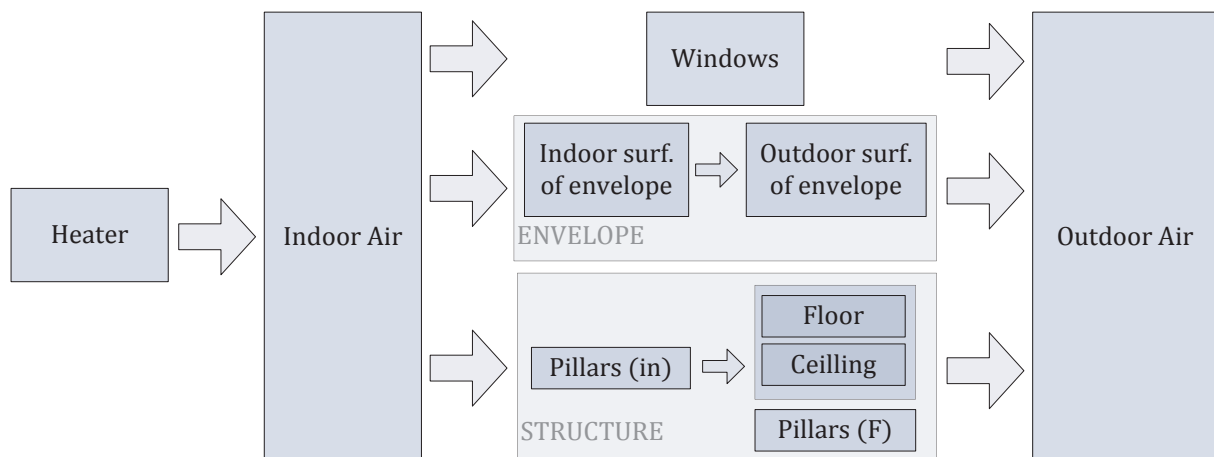 Windows
Indoor surf.
of envelope
Outdoor surf.
of envelope
ENVELOPE
Heater
Indoor Air
Outdoor Air
Floor
Ceilling
Pillars (in)
Pillars (F)
STRUCTURE